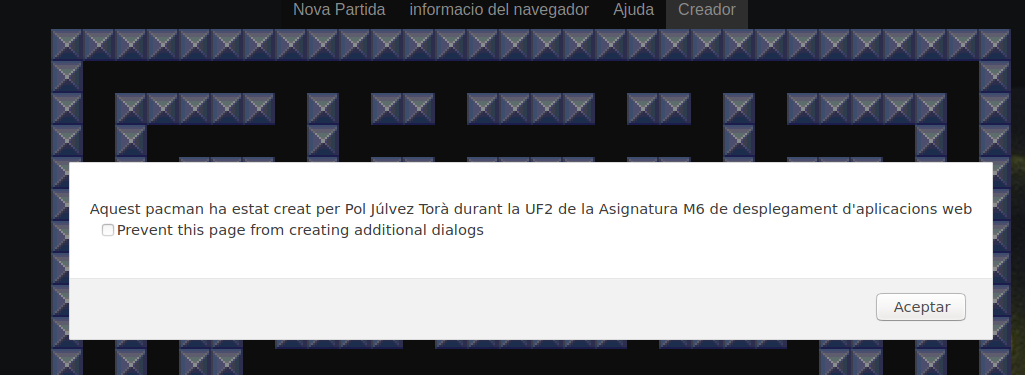 Nova Partida informacio del navegador Ajuda Creador
Aquest pacman ha estat creat per Pol Júlvez Torà durant la UF2 de la Asignatura M6 de desplegament d'aplicacions web
Prevent this page from creating additional dialogs
Aceptar